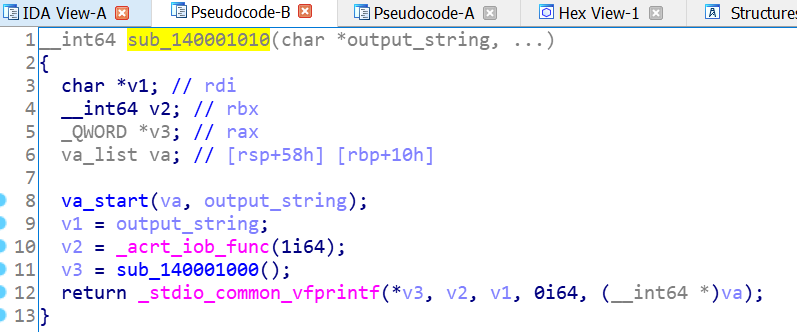 IDA View-A Pseudocode-B Pseudocode-A Hex View-1 A Structures
1 __int64 sub_140001010(char *output_string, ...)
2 {
3 char *v1; // rdi
4 __int64 v2; // rbx
5 _QWORD *v3; // rax
6 va_list va; // [rsp+58h] [rbp+10h]
7
8 va_start(va, output_string);
9 v1 = output_string;
10 v2 = _acrt_iob_func(1i64);
11 v3 = sub_140001000();
12 return _stdio_common_vfprintf(*v3, v2, v1, 0i64, (__int64 *)va);
13 }